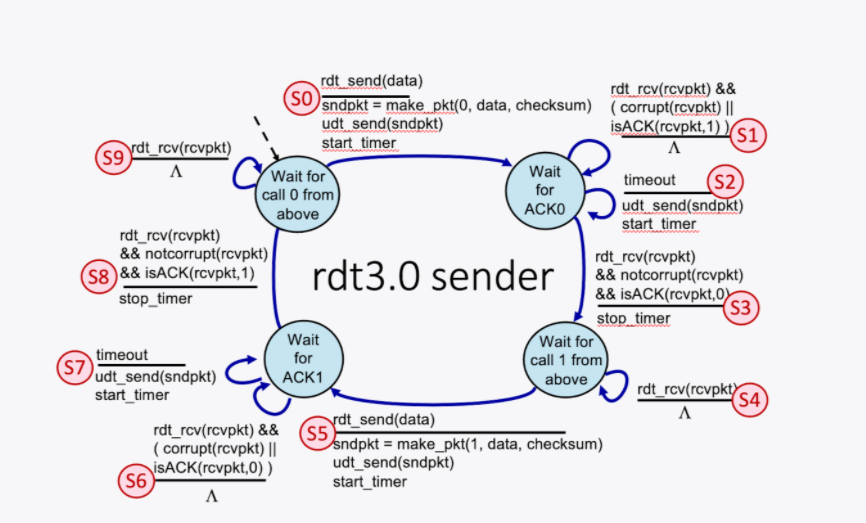 S0
rdt_send(data)
sndpkt = make_pkt(0, data, checksum)
udt_send(sndpkt)
start_timer
rdt_rcv(rcvpkt) &&
( corrupt(rcvpkt) ||
isACK(rcvpkt,1) )
S1
Λ
S9
rdt_rcv(rcvpkt)
Λ
Wait for
call 0 from
above
Wait
for
ACK0
timeout
S2
udt_send(sndpkt)
start_timer
rdt_rcv(rcvpkt)
&& notcorrupt(rcvpkt)
S8
&& isACK(rcvpkt,1)
stop_timer
rdt3.0 sender
rdt_rcv(rcvpkt)
&& notcorrupt(rcvpkt)
&& isACK(rcvpkt,0)
S3
stop_timer
S7
timeout
udt_send(sndpkt)
start_timer
Wait
for
ACK1
Wait for
call 1 from
above
rdt_rcv(rcvpkt)
S4
Λ
S5
rdt_send(data)
sndpkt = make_pkt(1, data, checksum)
udt_send(sndpkt)
start_timer
rdt_rcv(rcvpkt) &&
( corrupt(rcvpkt) ||
S6
isACK(rcvpkt,0) )
Λ